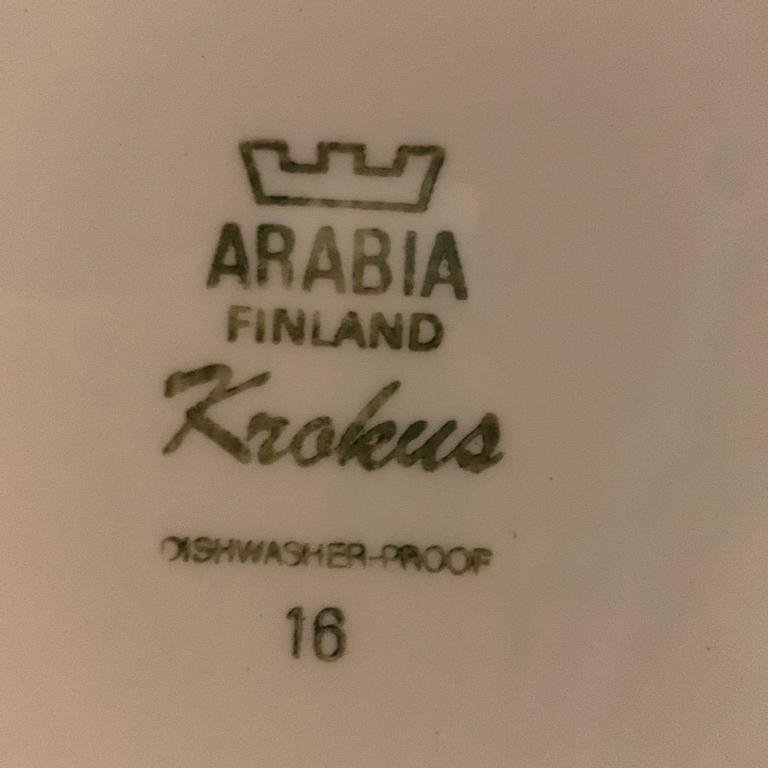 ARABIA
FINLAND
Krokus
DISHWASHER-PROOF
16